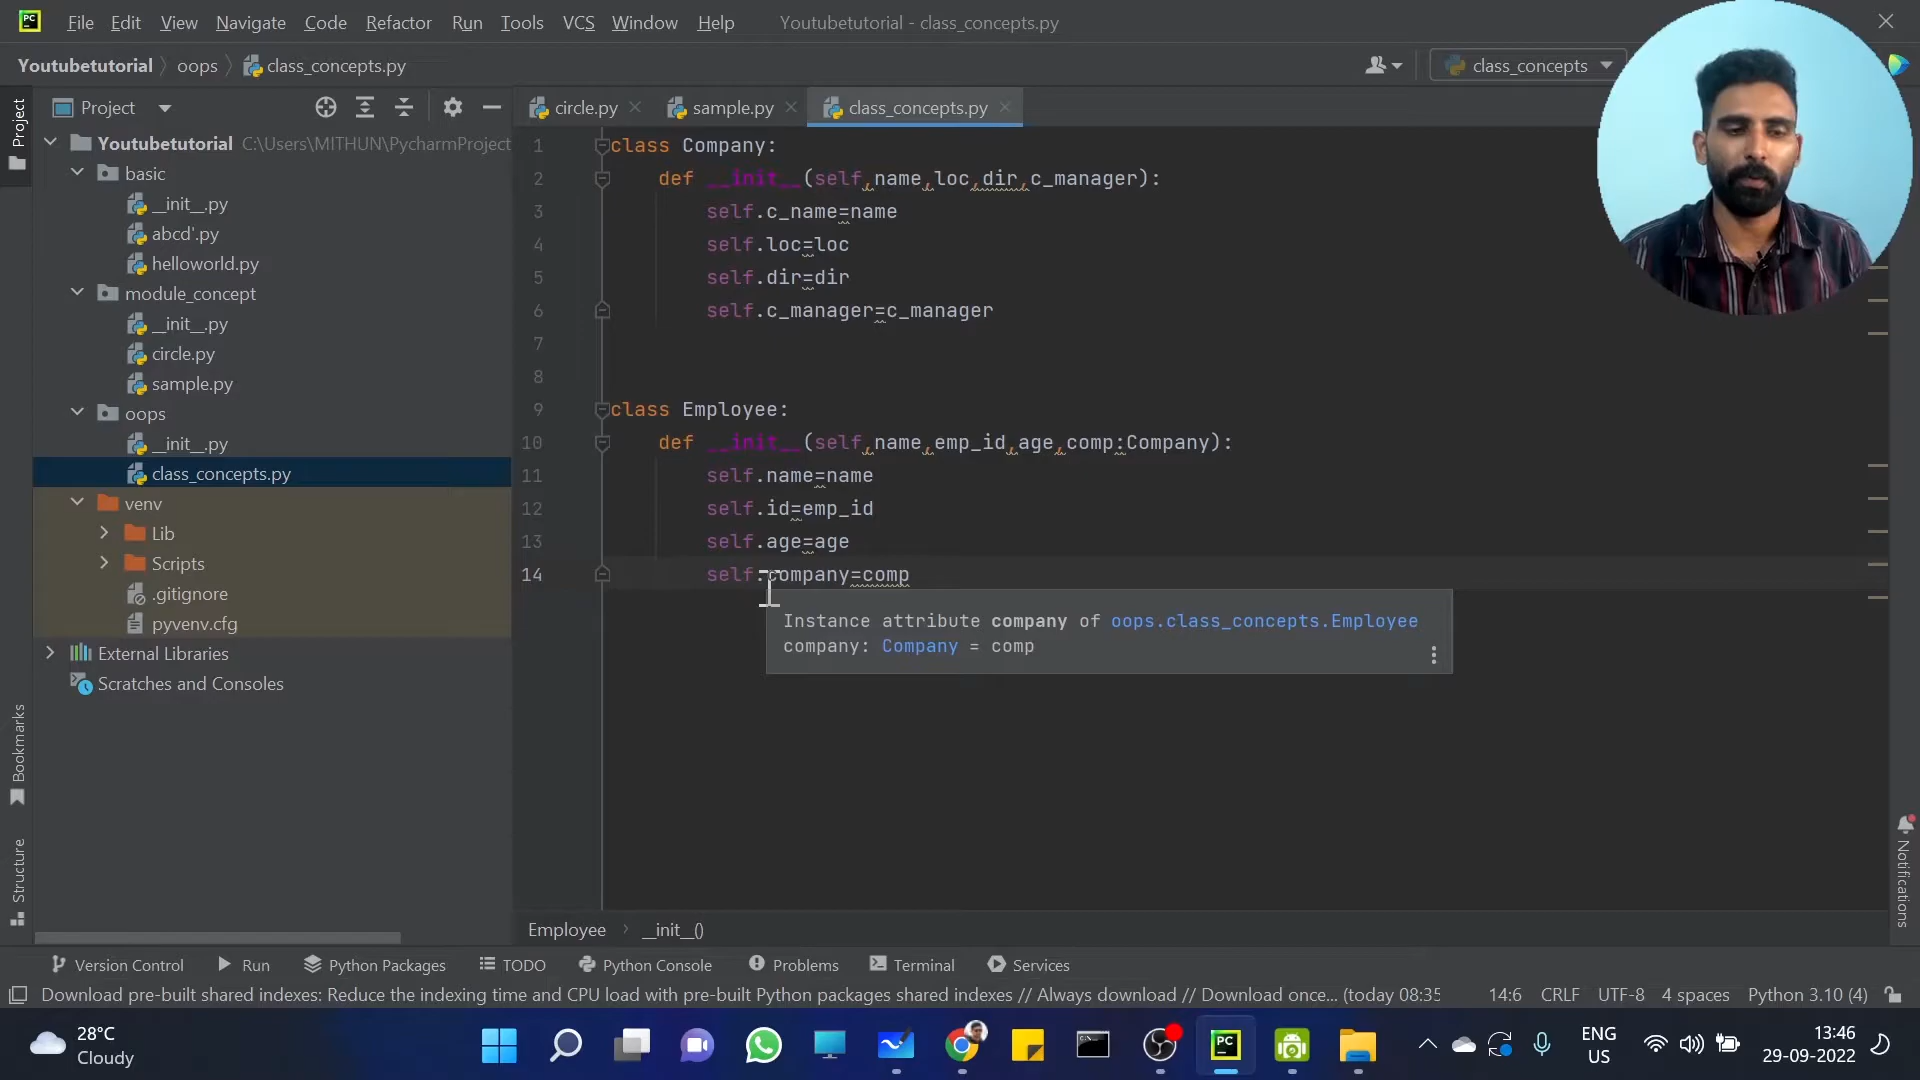 PC File Edit View Navigate Code Refactor Run Tools VCS Window Help Youtubetutorial - class_concepts.py
Youtubetutorial oops class_concepts.py class_concepts
Project Project circle.py sample.py class_concepts.py
Youtubetutorial C:\Users\MITHUN\PycharmProject
basic
__init__.py
abcd'.py
helloworld.py
module_concept
__init__.py
circle.py
sample.py
oops
__init__.py
class_concepts.py
venv
Lib
Scripts
.gitignore
pyvenv.cfg
External Libraries
Scratches and Consoles
Bookmarks
Structure
1 class Company:
2 def __init__(self,name,loc,dir,c_manager):
3 self.c_name=name
4 self.loc=loc
5 self.dir=dir
6 self.c_manager=c_manager
7
8
9 class Employee:
10 def __init__(self,name,emp_id,age,comp:Company):
11 self.name=name
12 self.id=emp_id
13 self.age=age
14 self.company=comp
Instance attribute company of oops.class_concepts.Employee
company: Company = comp
Notifications
Employee __init__()
Version Control Run Python Packages TODO Python Console Problems Terminal Services
Download pre-built shared indexes: Reduce the indexing time and CPU load with pre-built Python packages shared indexes // Always download // Download once... (today 08:35 14:6 CRLF UTF-8 4 spaces Python 3.10 (4)
28°C
Cloudy
PC
ENG
US
13:46
29-09-2022